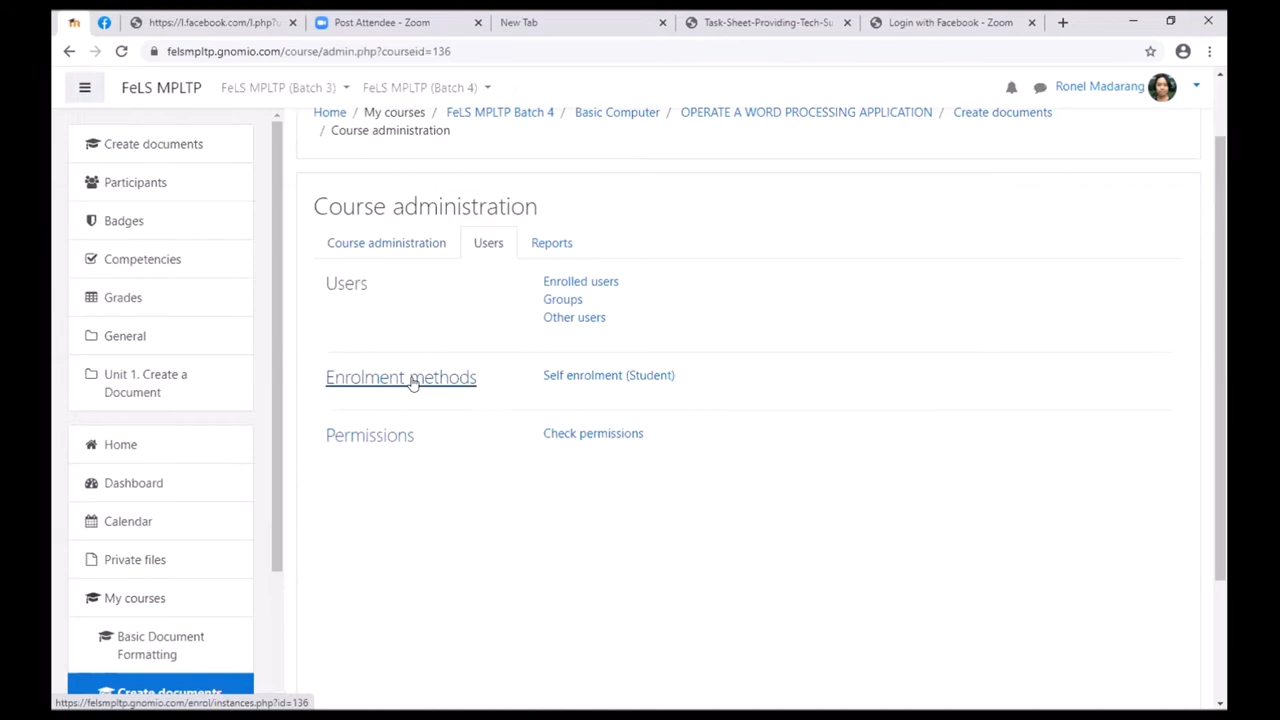 https://l.facebook.com/l.php?u
Post Attendee - Zoom
New Tab
Task-Sheet-Providing-Tech-Su
Login with Facebook - Zoom
felsmpltp.gnomio.com/course/admin.php?courseid=136
FeLS MPLTP
FeLS MPLTP (Batch 3)
FeLS MPLTP (Batch 4)
Ronel Madarang
Home / My courses / FeLS MPLTP Batch 4 / Basic Computer / OPERATE A WORD PROCESSING APPLICATION / Create documents
/ Course administration
Create documents
Participants
Badges
Competencies
Grades
General
Unit 1. Create a
Document
Home
Dashboard
Calendar
Private files
My courses
Basic Document
Formatting
Create documents
Course administration
Course administration
Users
Reports
Users
Enrolled users
Groups
Other users
Enrolment methods
Self enrolment (Student)
Permissions
Check permissions
https://felsmpltp.gnomio.com/enrol/instances.php?id=136